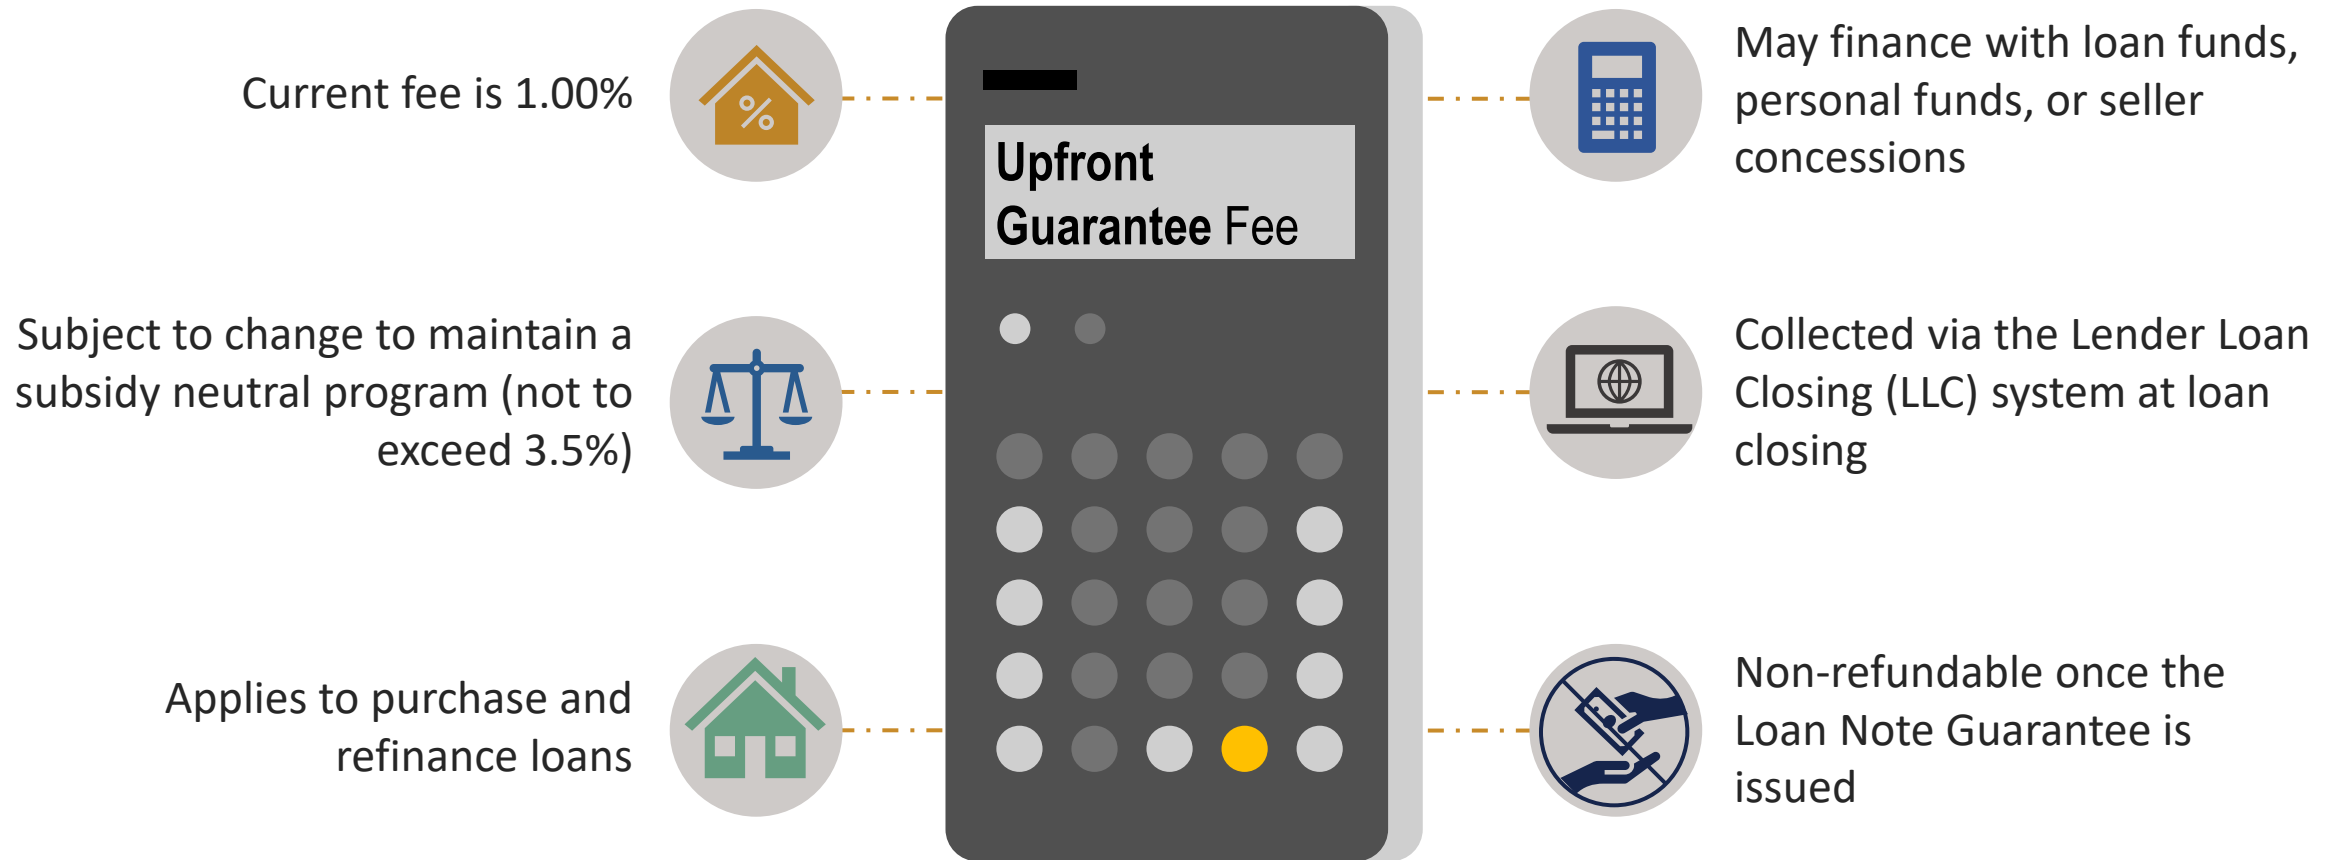 Current fee is 1.00%
Subject to change to maintain a
subsidy neutral program (not to
exceed 3.5%)
Applies to purchase and
refinance loans
Upfront
Guarantee Fee
May finance with loan funds,
personal funds, or seller
concessions
Collected via the Lender Loan
Closing (LLC) system at loan
closing
Non-refundable once the
Loan Note Guarantee is
issued